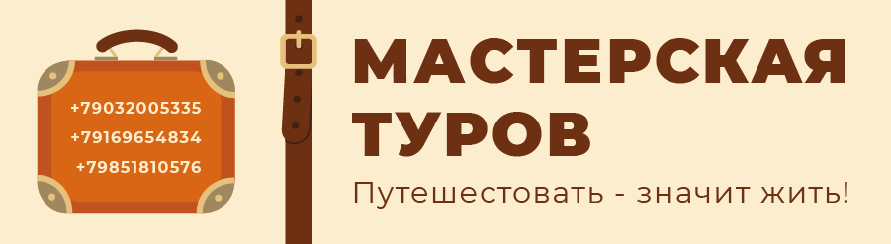 +79032005335
+79169654834
+79851810576
МАСТЕРСКАЯ
ТУРОВ
Путешестовать - значит жить!